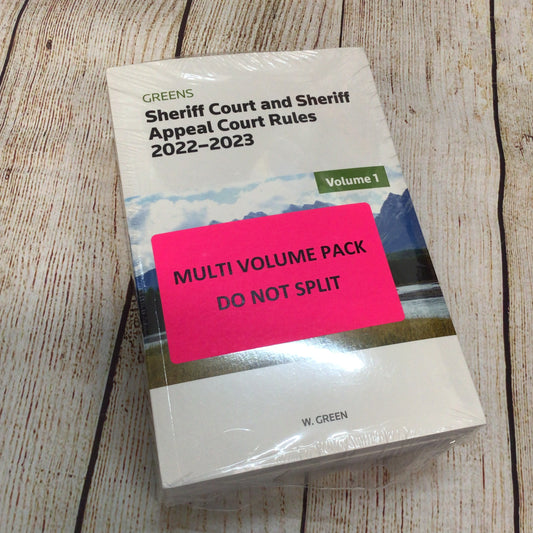 GREENS
Sheriff Court and Sheriff
Appeal Court Rules
2022–2023
Volume 1
MULTI VOLUME PACK
DO NOT SPLIT
W. GREEN